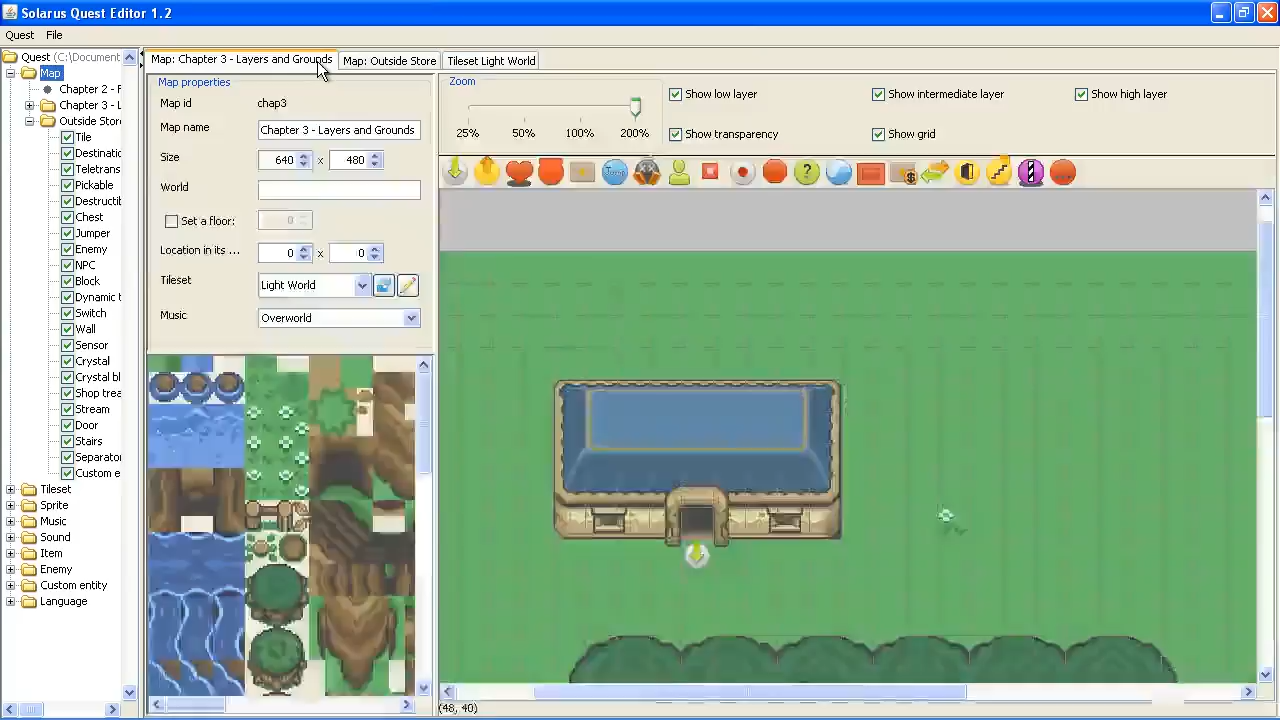 Solarus Quest Editor 1.2
Quest File
Quest (C:\Document
Map
Chapter 2 - F
Chapter 3 - L
Outside Store
Tile
Destinatio
Teletrans
Pickable
Destructib
Chest
Jumper
Enemy
NPC
Block
Dynamic t
Switch
Wall
Sensor
Crystal
Crystal bl
Shop trea
Stream
Door
Stairs
Separato
Custom e
Tileset
Sprite
Music
Sound
Item
Enemy
Custom entity
Language
Map: Chapter 3 - Layers and Grounds
Map: Outside Store
Tileset Light World
Map properties
Map id chap3
Map name Chapter 3 - Layers and Grounds
Size 640 x 480
World
Set a floor: 0
Location in its ... 0 x 0
Tileset Light World
Music Overworld
Zoom
25% 50% 100% 200%
Show low layer Show intermediate layer Show high layer
Show transparency Show grid
Jump
?
(48, 40)